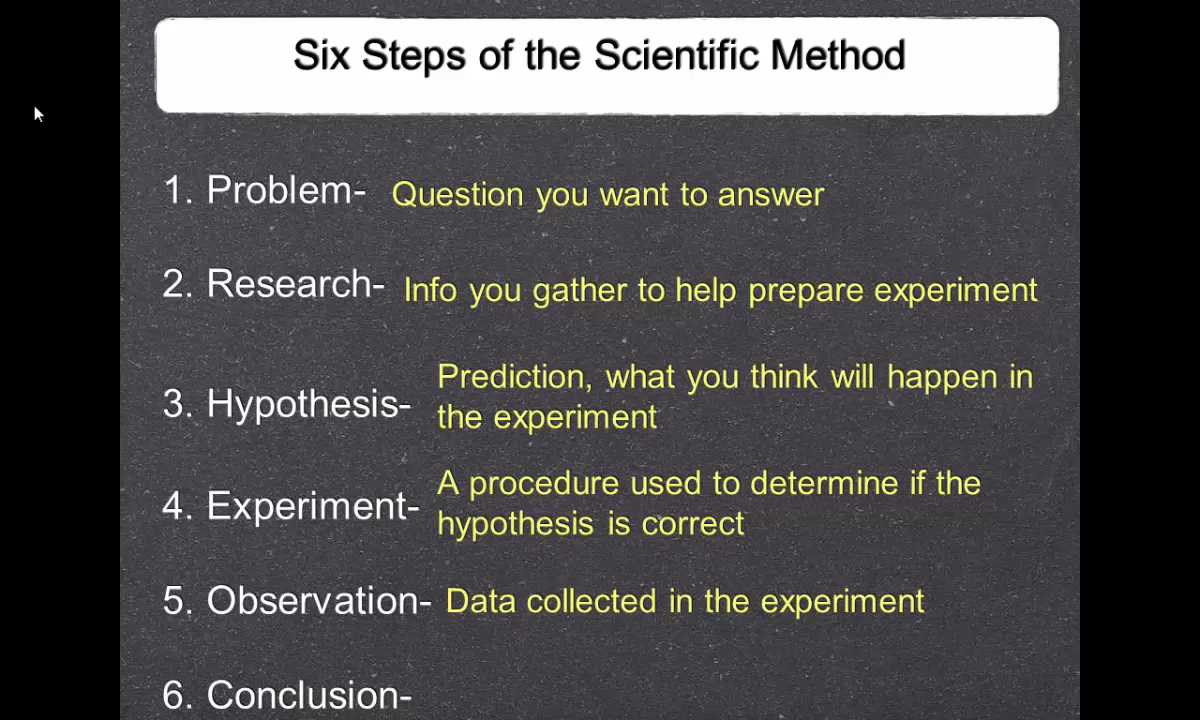 Six Steps of the Scientific Method
1. Problem- Question you want to answer
2. Research- Info you gather to help prepare experiment
3. Hypothesis- Prediction, what you think will happen in
the experiment
4. Experiment- A procedure used to determine if the
hypothesis is correct
5. Observation- Data collected in the experiment
6. Conclusion-